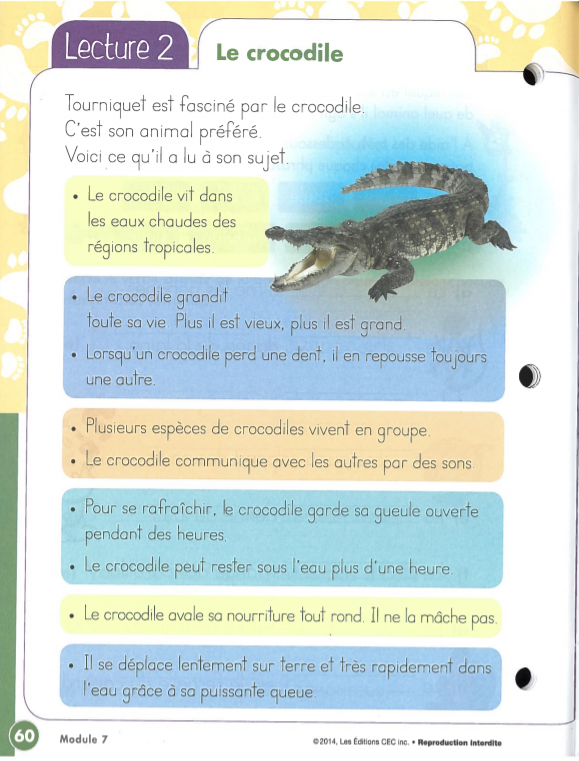 Lecture 2
Le crocodile
Tourniquet est fasciné par le crocodile.
C'est son animal préféré.
Voici ce qu'il a lu à son sujet.
• Le crocodile vit dans
les eaux chaudes des
régions tropicales.
• Le crocodile grandit
toute sa vie Plus il est vieux, plus il est grand.
• Lorsqu'un crocodile perd une dent, il en repousse toujours
une autre.
• Plusieurs espèces de crocodiles vivent en groupe.
• Le crocodile communique avec les autres par des sons
• Pour se rafraîchir, le crocodile garde sa gueule ouverte
pendant des heures.
• Le crocodile peut rester sous l'eau plus d'une heure.
• Le crocodile avale sa nourriture tout rond. Il ne la mâche pas.
• Il se déplace lentement sur terre et très rapidement dans
l'eau grâce à sa puissante queue.
60 Module 7 ©2014, Les Éditions CEC inc. • Reproduction interdite